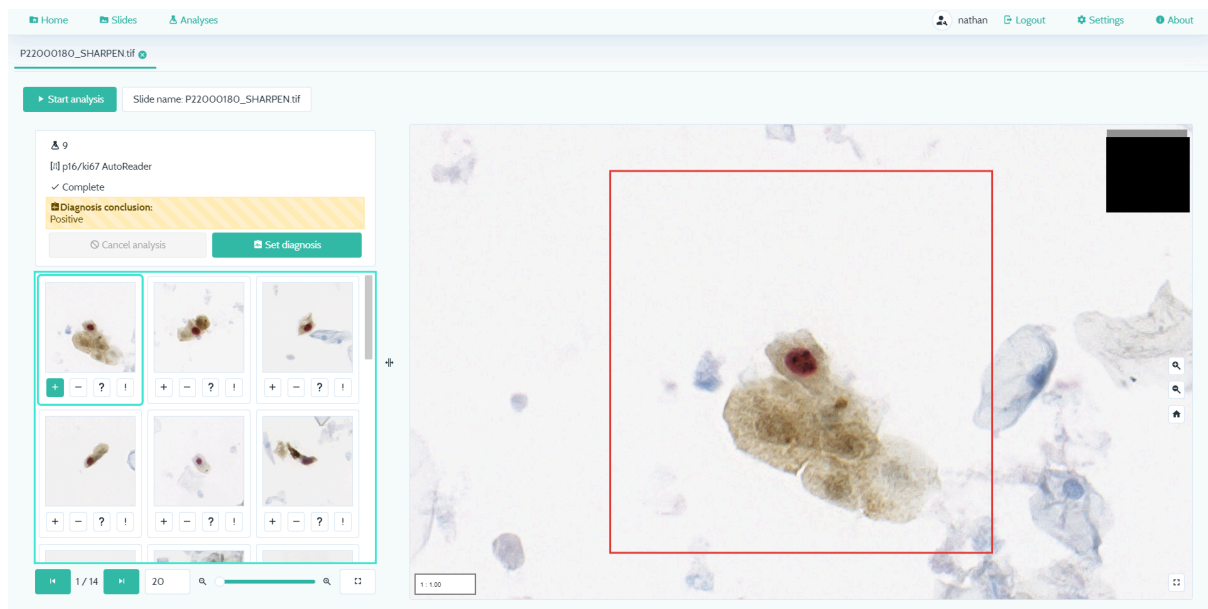 Home Slides Analyses nathan Logout Settings About
P22000180_SHARPEN.tif
Start analysis Slide name: P22000180_SHARPEN.tif
9
p16/ki67 AutoReader
Complete
Diagnosis conclusion:
Positive
Cancel analysis Set diagnosis
+ − ? ! + − ? ! + − ? !
+ − ? ! + − ? ! + − ? !
1 / 14 20
1 : 1.00